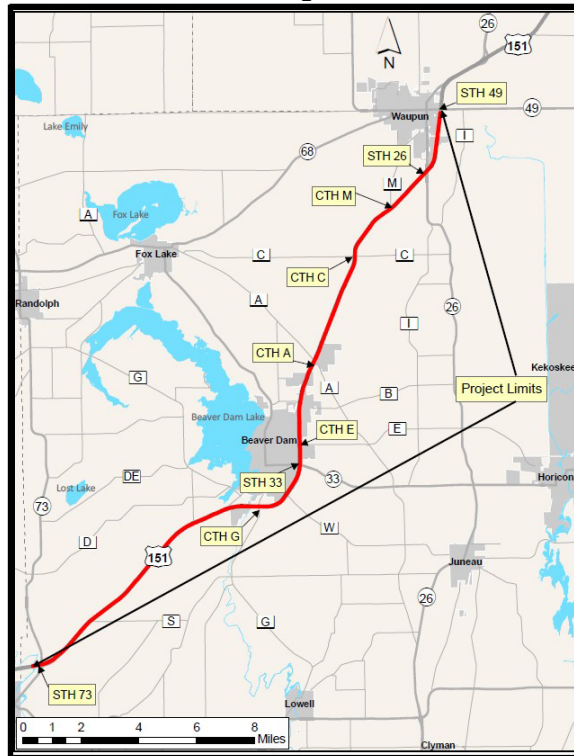 26
151
N
STH 49
Waupun
49
Lake Emily
I
68
STH 26
CTH M
M
A
Fox Lake
Fox Lake
C
C
CTH C
Randolph
A
26
I
CTH A
Kekoskee
G
A
Project Limits
B
Beaver Dam Lake
CTH E
Beaver Dam
E
DE
STH 33
33
Horicon
Lost Lake
73
W
CTH G
D
151
Juneau
26
S
G
STH 73
Lowell
0 1 2 4 6 8
Miles
Clyman